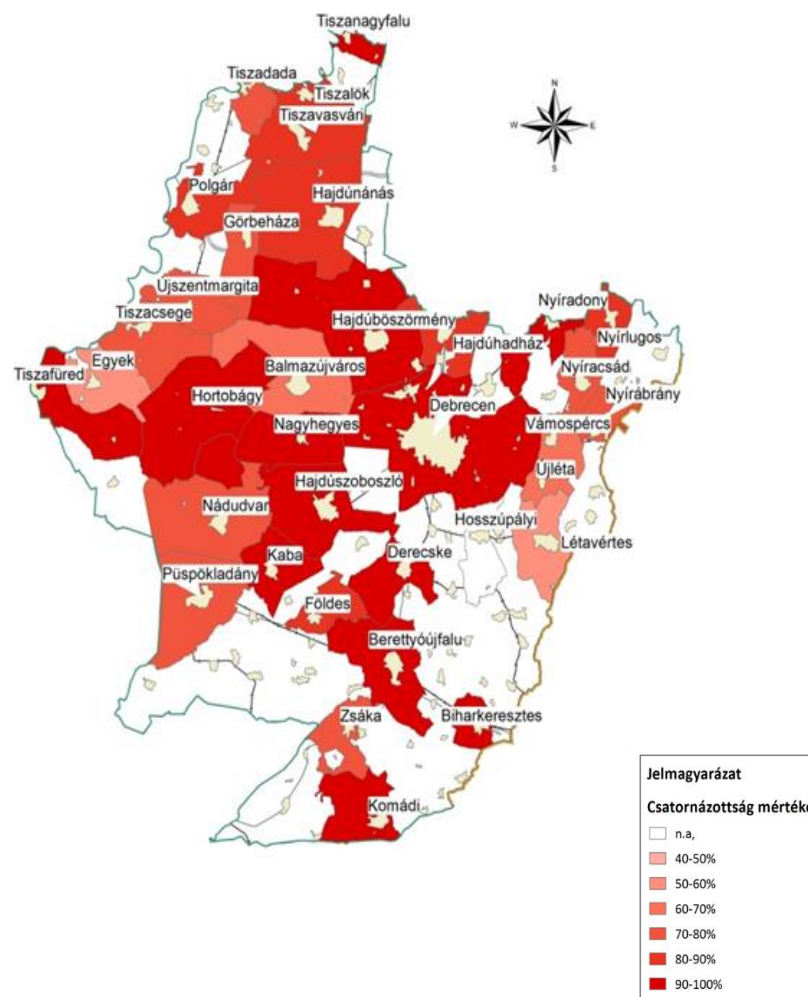 Tiszanagyfalu
Tiszadada
Tiszalök
Tiszavasvári
N
W
E
S
Polgár
Hajdúnánás
Görbeháza
Újszentmargita
Tiszacsege
Hajdúböszörmény
Nyíradony
Nyírlugos
Hajdúhadház
Egyek
Tiszafüred
Balmazújváros
Nyíracsád
Hortobágy
Debrecen
Nyírábrány
Nagyhegyes
Vámospércs
Újléta
Hajdúszoboszló
Nádudvar
Hosszúpályi
Létavértes
Kaba
Derecske
Püspökladány
Földes
Berettyóújfalu
Zsáka
Biharkeresztes
Komádi
Jelmagyarázat
Csatornázottság mértéke
n.a,
40-50%
50-60%
60-70%
70-80%
80-90%
90-100%